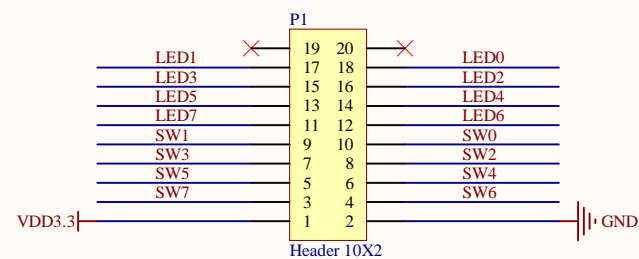 P1
19 20
LED1 17 18 LED0
LED3 15 16 LED2
LED5 13 14 LED4
LED7 11 12 LED6
SW1 9 10 SW0
SW3 7 8 SW2
SW5 5 6 SW4
SW7 3 4 SW6
VDD3.3 1 2 GND
Header 10X2